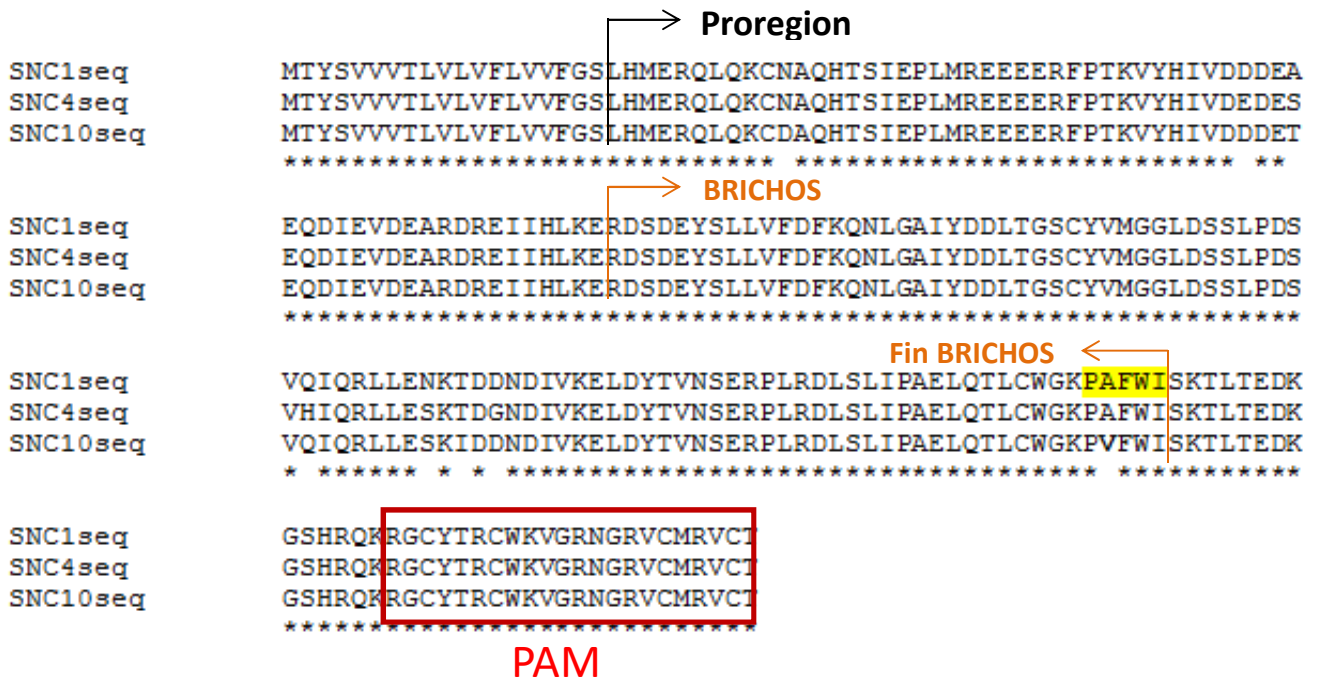 Proregion
SNC1seq MTYSVVVTLVLVFLVVFGSLHMERQLQKCNAQHTSIEPLMREEEERFPTKVYHIVDDDEA
SNC4seq MTYSVVVTLVLVFLVVFGSLHMERQLQKCNAQHTSIEPLMREEEERFPTKVYHIVDEDES
SNC10seq MTYSVVVTLVLVFLVVFGSLHMERQLQKCDAQHTSIEPLMREEEERFPTKVYHIVDDDET
***************************** ************************** **
BRICHOS
SNC1seq EQDIEVDEARDREIIHLKERDSDEYSLLVFDFKQNLGAIYDDLTGSCYVMGGLDSSLPDS
SNC4seq EQDIEVDEARDREIIHLKERDSDEYSLLVFDFKQNLGAIYDDLTGSCYVMGGLDSSLPDS
SNC10seq EQDIEVDEARDREIIHLKERDSDEYSLLVFDFKQNLGAIYDDLTGSCYVMGGLDSSLPDS
************************************************************
Fin BRICHOS
SNC1seq VQIQRLLENKTDDNDIVKELDYTVNSERPLRDLSLIPAELQTLCWGKPAFWISKTLTEDK
SNC4seq VHIQRLLESKTDGNDIVKELDYTVNSERPLRDLSLIPAELQTLCWGKPAFWISKTLTEDK
SNC10seq VQIQRLLESKIDDNDIVKELDYTVNSERPLRDLSLIPAELQTLCWGKPVFWISKTLTEDK
* ****** * * *********************************** ***********
SNC1seq GSHRQKRGCYTRCWKVGRNGRVCMRVCT
SNC4seq GSHRQKRGCYTRCWKVGRNGRVCMRVCT
SNC10seq GSHRQKRGCYTRCWKVGRNGRVCMRVCT
****************************
PAM